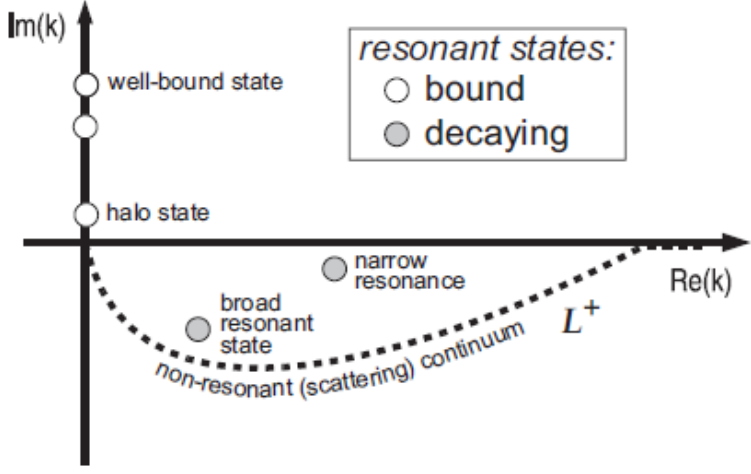 Im(k)
resonant states:
bound
decaying
well-bound state
halo state
narrow
resonance
Re(k)
broad
resonant
state
L+
non-resonant (scattering) continuum